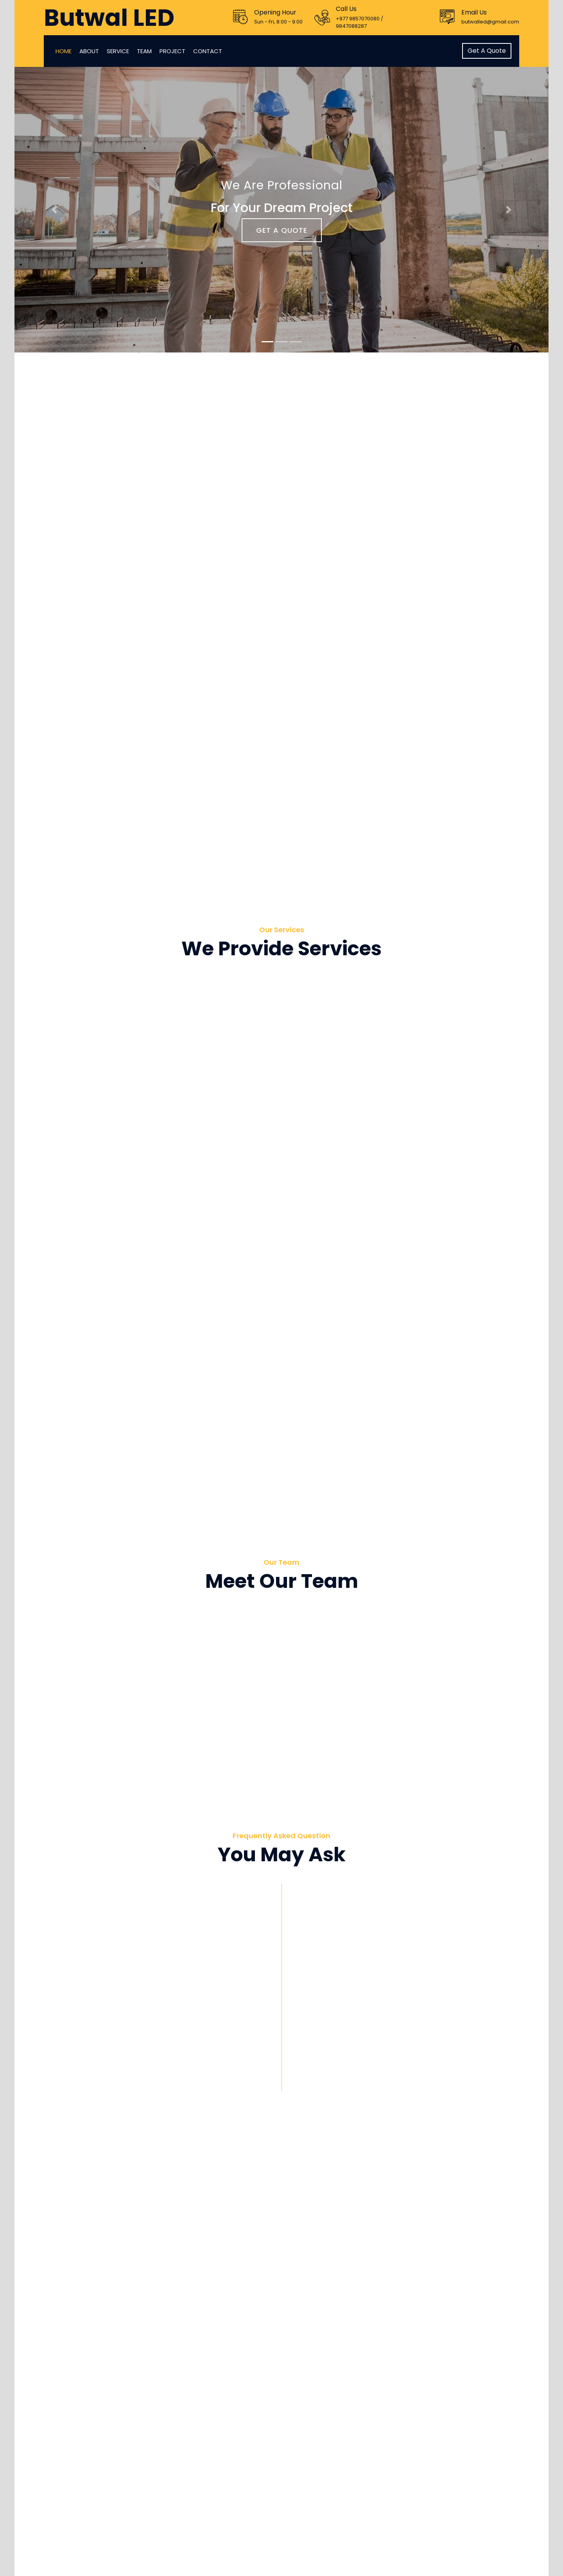 Butwal LED
Opening Hour
Sun - Fri, 8:00 - 9:00
Call Us
+977 9857070080 /
9847088287
Email Us
butwalled@gmail.com
HOME ABOUT SERVICE TEAM PROJECT CONTACT
Get A Quote
We Are Professional
For Your Dream Project
GET A QUOTE
Our Services
We Provide Services
Our Team
Meet Our Team
Frequently Asked Question
You May Ask